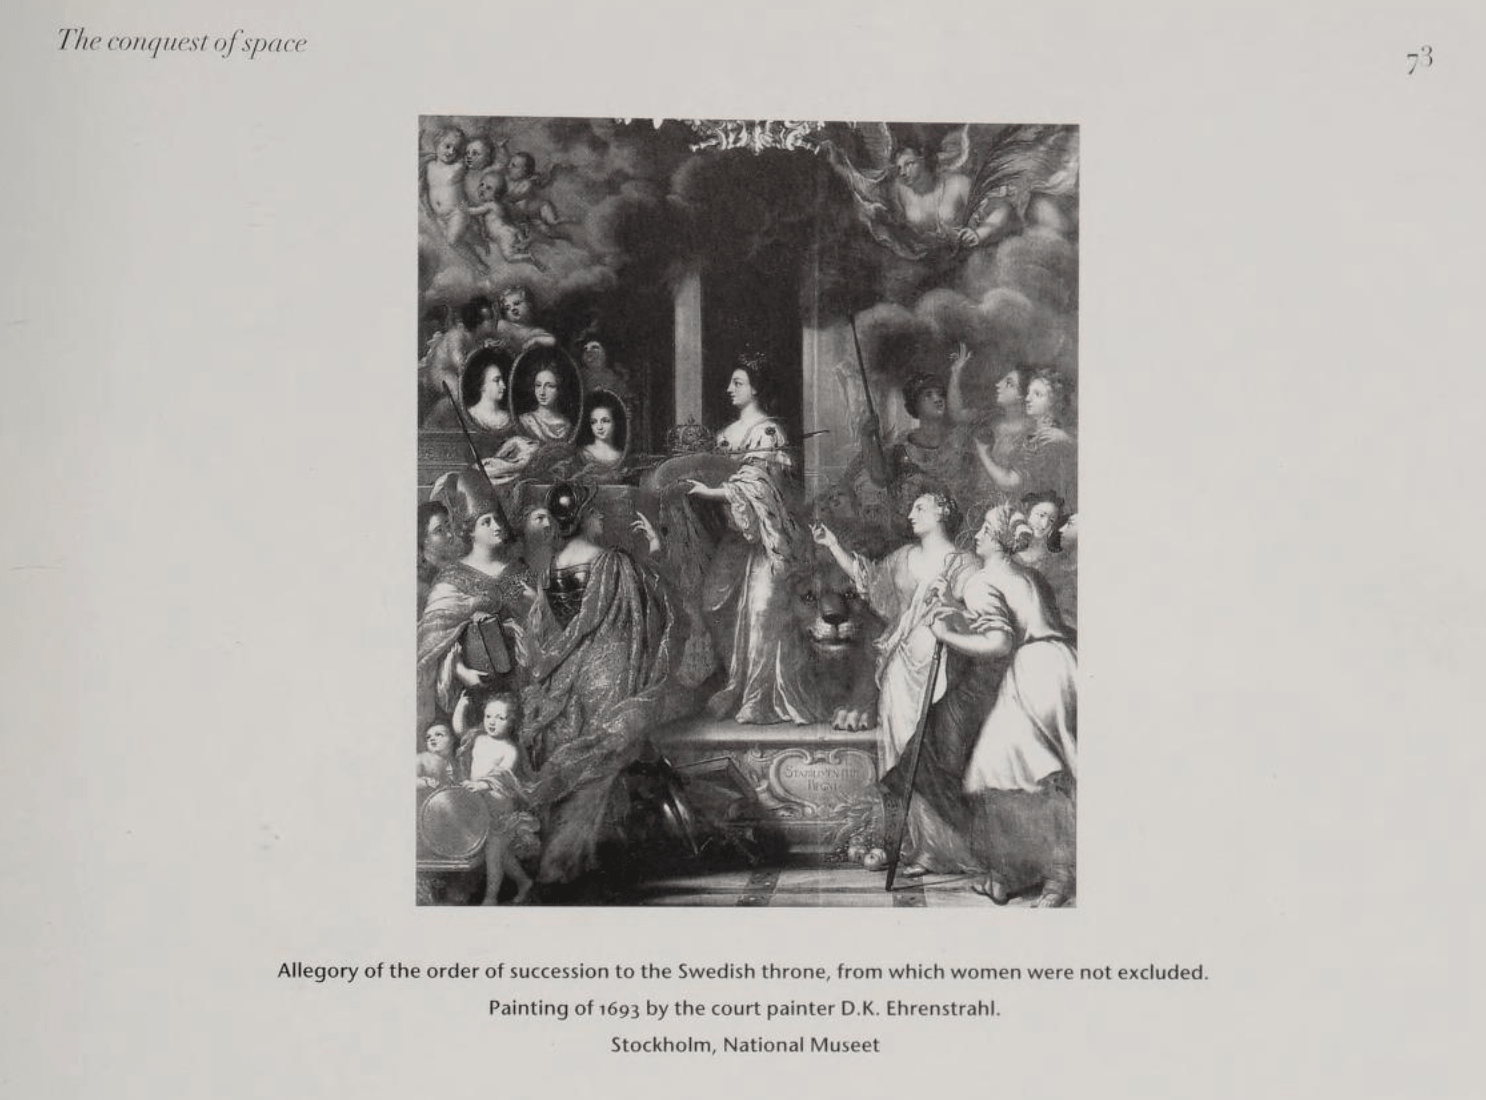 The conquest of space
73
Allegory of the order of succession to the Swedish throne, from which women were not excluded.
Painting of 1693 by the court painter D.K. Ehrenstrahl.
Stockholm, National Museet